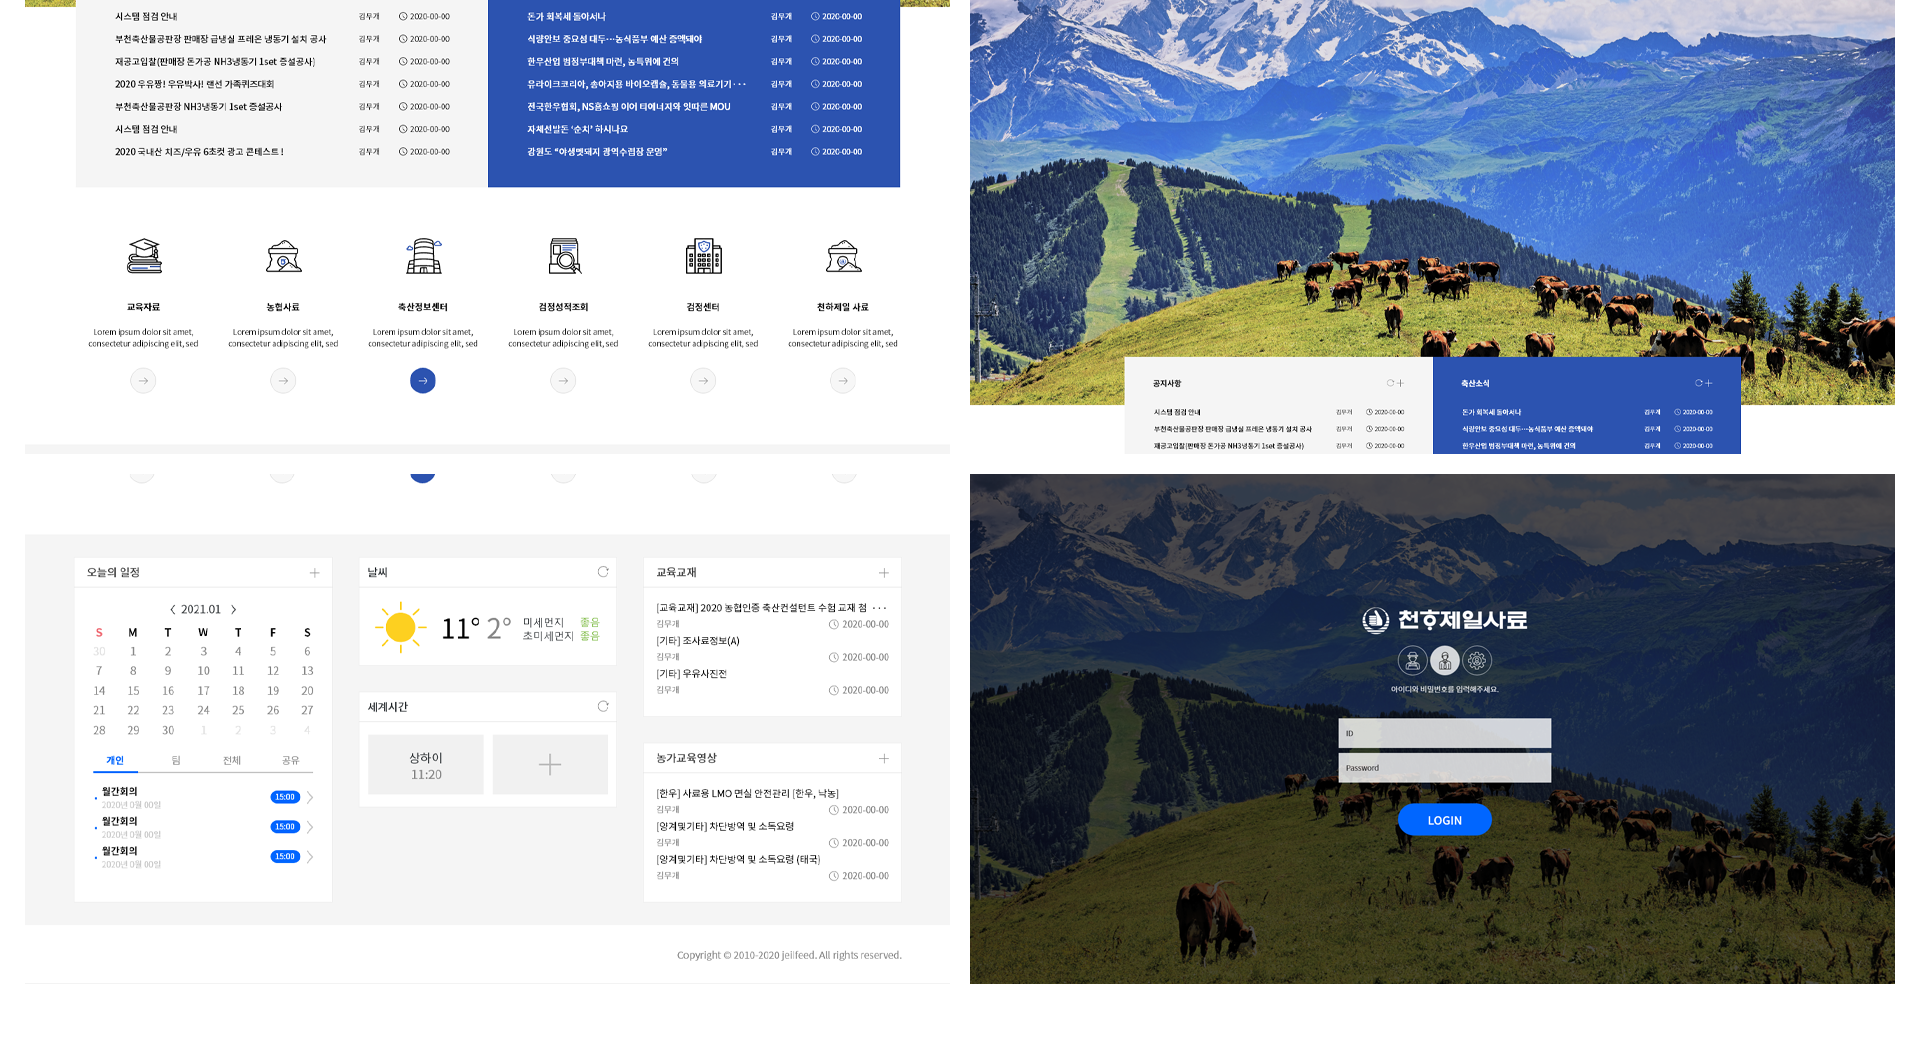 시스템 점검 안내 김무개 2020-00-00
부천축산물공판장 판매장 급냉실 프레온 냉동기 설치 공사 김무개 2020-00-00
재공고입찰(판매장 돈가공 NH3냉동기 1set 증설공사) 김무개 2020-00-00
2020 우유짱! 우유박사! 랜선 가족퀴즈대회 김무개 2020-00-00
부천축산물공판장 NH3냉동기 1set 증설공사 김무개 2020-00-00
시스템 점검 안내 김무개 2020-00-00
2020 국내산 치즈/우유 6초컷 광고 콘테스트! 김무개 2020-00-00
돈가 회복세 돌아서나 김무개 2020-00-00
식량안보 중요성 대두…농식품부 예산 증액돼야 김무개 2020-00-00
한우산업 범정부대책 마련, 농특위에 건의 김무개 2020-00-00
유라이크코리아, 송아지용 바이오캡슐, 동물용 의료기기··· 김무개 2020-00-00
전국한우협회, NS홈쇼핑 이어 티에너지와 잇따른 MOU 김무개 2020-00-00
자체선발돈 ‘순치’ 하시나요 김무개 2020-00-00
강원도 “야생멧돼지 광역수렵장 운영” 김무개 2020-00-00
교육자료
Lorem ipsum dolor sit amet,
consectetur adipiscing elit, sed
농협사료
Lorem ipsum dolor sit amet,
consectetur adipiscing elit, sed
축산정보센터
Lorem ipsum dolor sit amet,
consectetur adipiscing elit, sed
검정성적조회
Lorem ipsum dolor sit amet,
consectetur adipiscing elit, sed
검정센터
Lorem ipsum dolor sit amet,
consectetur adipiscing elit, sed
천하제일 사료
Lorem ipsum dolor sit amet,
consectetur adipiscing elit, sed
공지사항
시스템 점검 안내 김무개 2020-00-00
부천축산물공판장 판매장 급냉실 프레온 냉동기 설치 공사 김무개 2020-00-00
재공고입찰(판매장 돈가공 NH3냉동기 1set 증설공사) 김무개 2020-00-00
축산소식
돈가 회복세 돌아서나 김무개 2020-00-00
식량안보 중요성 대두…농식품부 예산 증액돼야 김무개 2020-00-00
한우산업 범정부대책 마련, 농특위에 건의 김무개 2020-00-00
오늘의 일정
2021.01
S M T W T F S
30 1 2 3 4 5 6
7 8 9 10 11 12 13
14 15 16 17 18 19 20
21 22 23 24 25 26 27
28 29 30 1 2 3 4
개인 팀 전체 공유
월간회의 15:00
2020년 0월 00일
월간회의 15:00
2020년 0월 00일
월간회의 15:00
2020년 0월 00일
날씨
11° 2°
미세먼지 좋음
초미세먼지 좋음
세계시간
상하이
11:20
교육교재
[교육교재] 2020 농협인증 축산컨설턴트 수험 교재 점 ···
김무개 2020-00-00
[기타] 조사료정보(A)
김무개 2020-00-00
[기타] 우유사진전
김무개 2020-00-00
농가교육영상
[한우] 사료용 LMO 면실 안전관리 [한우, 낙농]
김무개 2020-00-00
[양계및기타] 차단방역 및 소독요령
김무개 2020-00-00
[양계및기타] 차단방역 및 소독요령 (태국)
김무개 2020-00-00
Copyright © 2010-2020 jeilfeed. All rights reserved.
천하제일사료
아이디와 비밀번호를 입력해주세요.
ID
Password
LOGIN